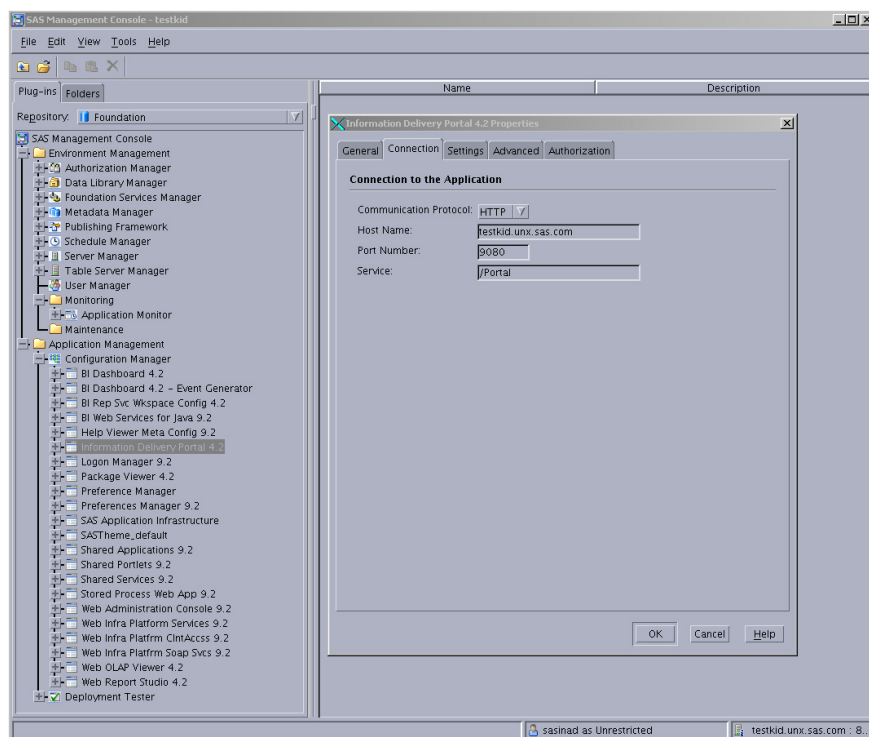 SAS Management Console - testkid
File Edit View Tools Help
Plug-ins Folders
Repository: Foundation
SAS Management Console
Environment Management
Authorization Manager
Data Library Manager
Foundation Services Manager
Metadata Manager
Publishing Framework
Schedule Manager
Server Manager
Table Server Manager
User Manager
Monitoring
Application Monitor
Maintenance
Application Management
Configuration Manager
BI Dashboard 4.2
BI Dashboard 4.2 - Event Generator
BI Rep Svc Wkspace Config 4.2
BI Web Services for Java 9.2
Help Viewer Meta Config 9.2
Information Delivery Portal 4.2
Logon Manager 9.2
Package Viewer 4.2
Preference Manager
Preferences Manager 9.2
SAS Application Infrastructure
SASTheme_default
Shared Applications 9.2
Shared Portlets 9.2
Shared Services 9.2
Stored Process Web App 9.2
Web Administration Console 9.2
Web Infra Platform Services 9.2
Web Infra Platfrm ClntAccss 9.2
Web Infra Platfrm Soap Svcs 9.2
Web OLAP Viewer 4.2
Web Report Studio 4.2
Deployment Tester
Name Description
Information Delivery Portal 4.2 Properties
General Connection Settings Advanced Authorization
Connection to the Application
Communication Protocol: HTTP
Host Name: testkid.unx.sas.com
Port Number: 9080
Service: /Portal
OK Cancel Help
sasinad as Unrestricted testkid.unx.sas.com : 8..